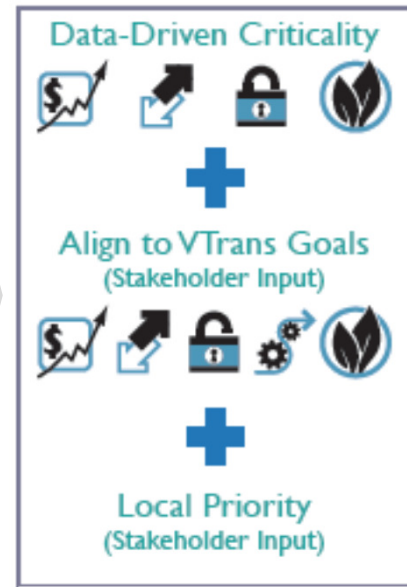 Data-Driven Criticality
$
Align to VTrans Goals
(Stakeholder Input)
$
Local Priority
(Stakeholder Input)